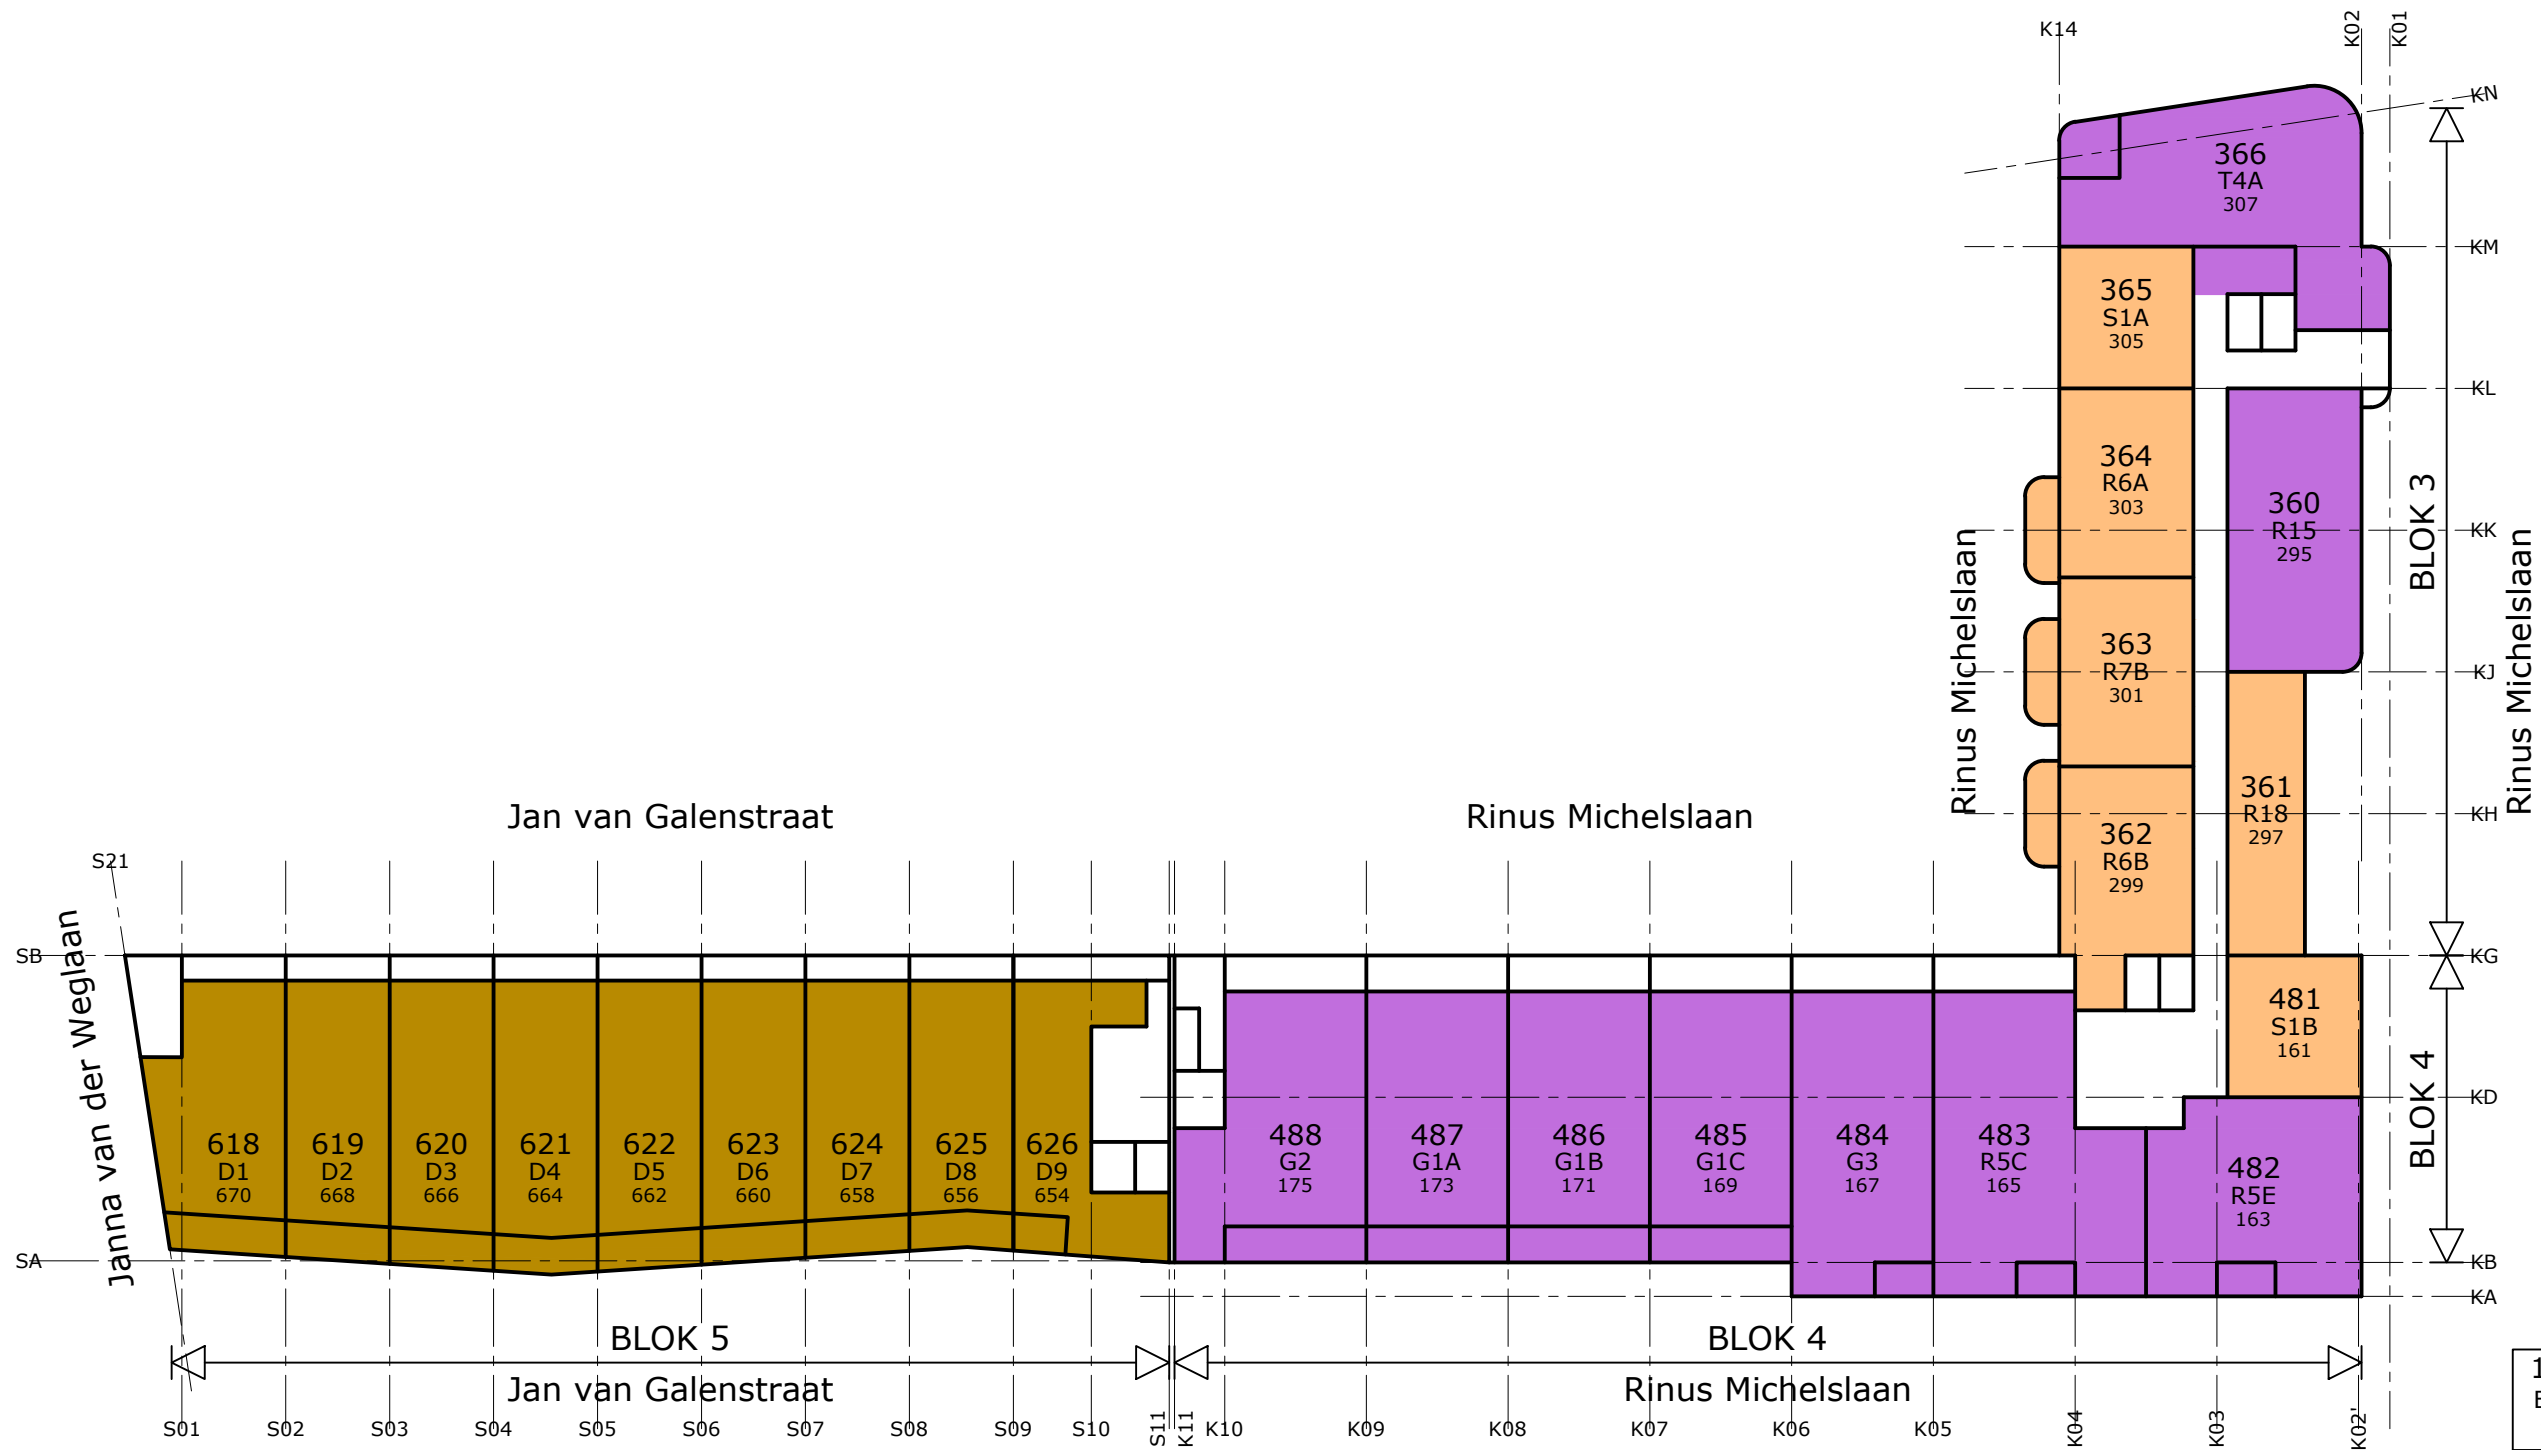 K14
K02
K01
KN
366
T4A
307
KM
365
S1A
305
KL
364
R6A
303
360
R15
295
KK
BLOK 3
Rinus Michelslaan
Rinus Michelslaan
363
R7B
301
KJ
361
R18
297
KH
362
R6B
299
Jan van Galenstraat
Rinus Michelslaan
S21
Janna van der Weglaan
SB
KG
481
S1B
161
KD
BLOK 4
618
D1
670
619
D2
668
620
D3
666
621
D4
664
622
D5
662
623
D6
660
624
D7
658
625
D8
656
626
D9
654
488
G2
175
487
G1A
173
486
G1B
171
485
G1C
169
484
G3
167
483
R5C
165
482
R5E
163
SA
KB
KA
BLOK 5
BLOK 4
Jan van Galenstraat
Rinus Michelslaan
S01
S02
S03
S04
S05
S06
S07
S08
S09
S10
S11
K11
K10
K09
K08
K07
K06
K05
K04
K03
K02'